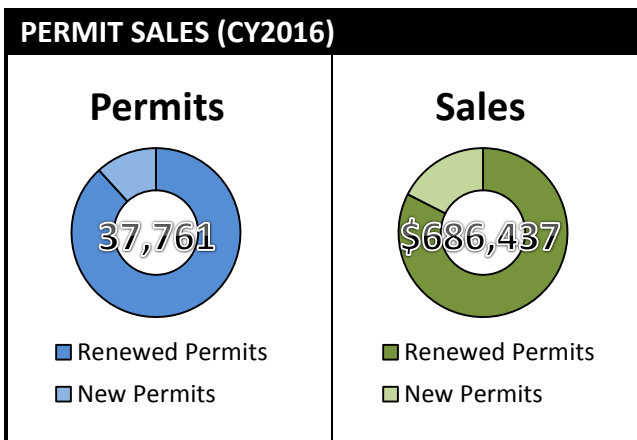 PERMIT SALES (CY2016)
Permits
37,761
Renewed Permits
New Permits
Sales
$686,437
Renewed Permits
New Permits